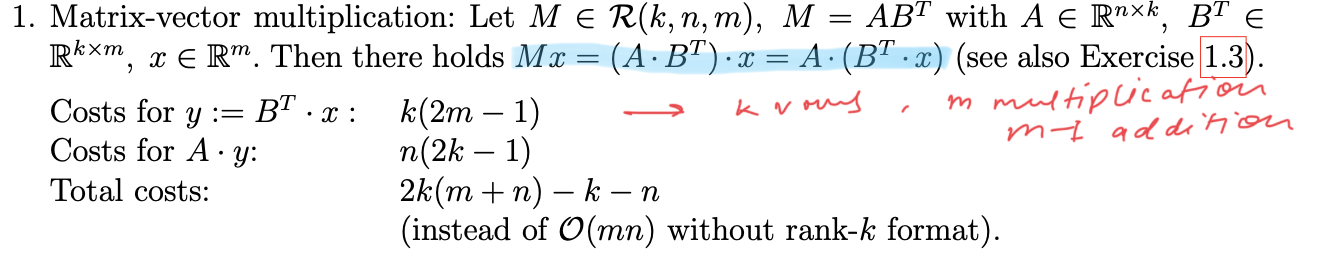 1. Matrix-vector multiplication: Let M ∈ R(k, n, m), M = AB^T with A ∈ ℝ^{n×k}, B^T ∈
ℝ^{k×m}, x ∈ ℝ^m. Then there holds Mx = (A · B^T) · x = A · (B^T · x) (see also Exercise 1.3).
Costs for y := B^T · x : k(2m − 1) → k rows, m multiplication
m-1 addition
Costs for A · y: n(2k − 1)
Total costs: 2k(m + n) − k − n
(instead of O(mn) without rank-k format).